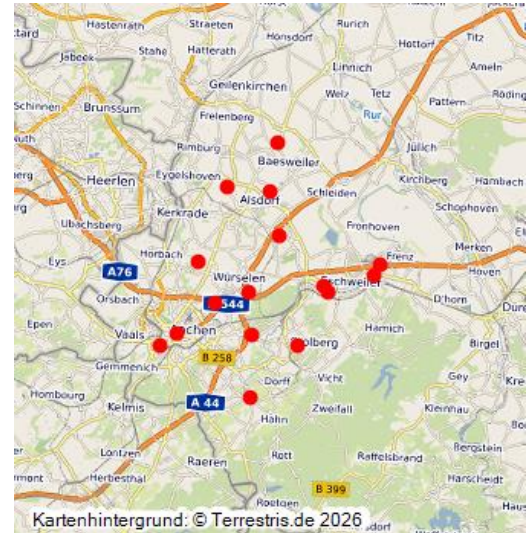 Hastenrath
Straeten
Honsdorf
Rurich
Hottorf
Titz
Jabeek
Stahe
Hatterath
Linnich
Ameln
Geilenkirchen
Welz
Tetz
Pattern
Röding
Schinnen
Brunssum
Frelenberg
Rur
Rimburg
Baesweiler
Jülich
Heerlen
Eygelshoven
Alsdorf
Schleiden
Kirchberg
Hambach
Kerkrade
Schophoven
Ubachsberg
Fronhoven
Merken
Eys
Horbach
Frenz
Hoven
A76
Würselen
Eschweiler
Orsbach
544
D'horn
Epen
Vaals
Aachen
Hamich
Birgel
Gemmenich
B 258
Stolberg
Gey
Hombourg
Kelmis
A 44
Dorff
Vicht
Zweifall
Kleinhau
Hahn
Lontzen
Rott
Raffelsbrand
Bergstein
Herbesthal
Raeren
Harscheidt
Roetgen
B 399
Kartenhintergrund: © Terrestris.de 2026